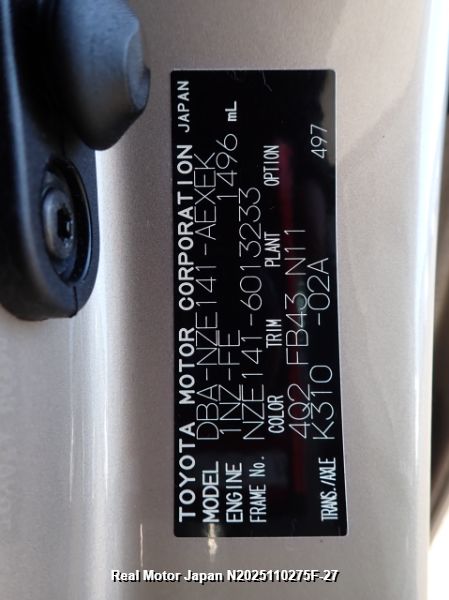 TOYOTA MOTOR CORPORATION JAPAN
MODEL DBA-NZE141-AEXEK
ENGINE 1NZ-FE 1496 mL
FRAME No. NZE141-6013233
COLOR TRIM PLANT OPTION
4Q2 FB43 N11
TRANS./AXLE K310 -02A 497
Real Motor Japan N2025110275F-27